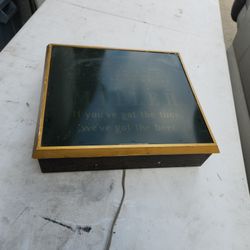 If you've got the time,
we've got the beer.